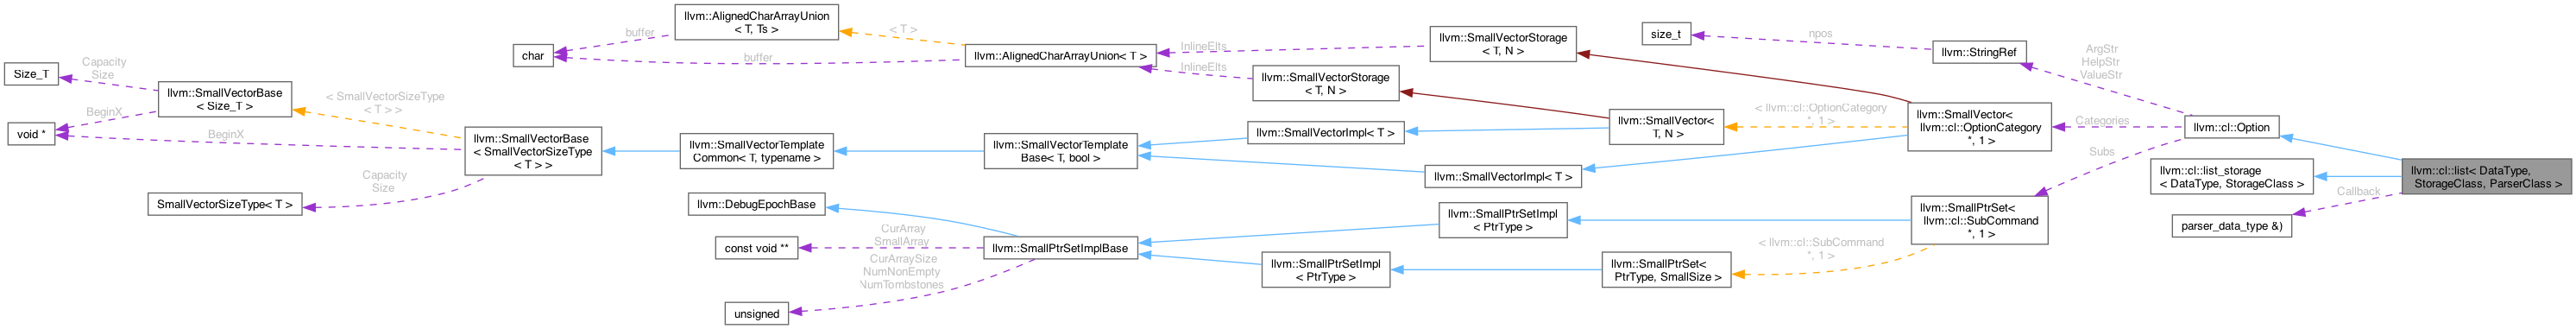 Size_T
void *
Capacity
Size
BeginX
llvm::SmallVectorBase
< Size_T >
< SmallVectorSizeType
< T > >
BeginX
Capacity
Size
SmallVectorSizeType< T >
llvm::SmallVectorBase
< SmallVectorSizeType
< T > >
char
buffer
buffer
llvm::AlignedCharArrayUnion
< T, Ts >
< T >
llvm::AlignedCharArrayUnion< T >
llvm::SmallVectorTemplate
Common< T, typename >
llvm::SmallVectorTemplate
Base< T, bool >
llvm::DebugEpochBase
const void **
unsigned
CurArray
SmallArray
CurArraySize
NumNonEmpty
NumTombstones
llvm::SmallPtrSetImplBase
InlineElts
InlineElts
llvm::SmallVectorStorage
< T, N >
llvm::SmallVectorStorage
< T, N >
llvm::SmallVectorImpl< T >
llvm::SmallVectorImpl< T >
llvm::SmallPtrSetImpl
< PtrType >
llvm::SmallPtrSetImpl
< PtrType >
size_t
npos
llvm::StringRef
llvm::SmallVector<
T, N >
< llvm::cl::OptionCategory
*, 1 >
llvm::SmallVector<
llvm::cl::OptionCategory
*, 1 >
llvm::SmallPtrSet<
PtrType, SmallSize >
< llvm::cl::SubCommand
*, 1 >
llvm::SmallPtrSet<
llvm::cl::SubCommand
*, 1 >
ArgStr
HelpStr
ValueStr
Categories
Subs
llvm::cl::Option
llvm::cl::list_storage
< DataType, StorageClass >
parser_data_type &)
Callback
llvm::cl::list< DataType,
StorageClass, ParserClass >